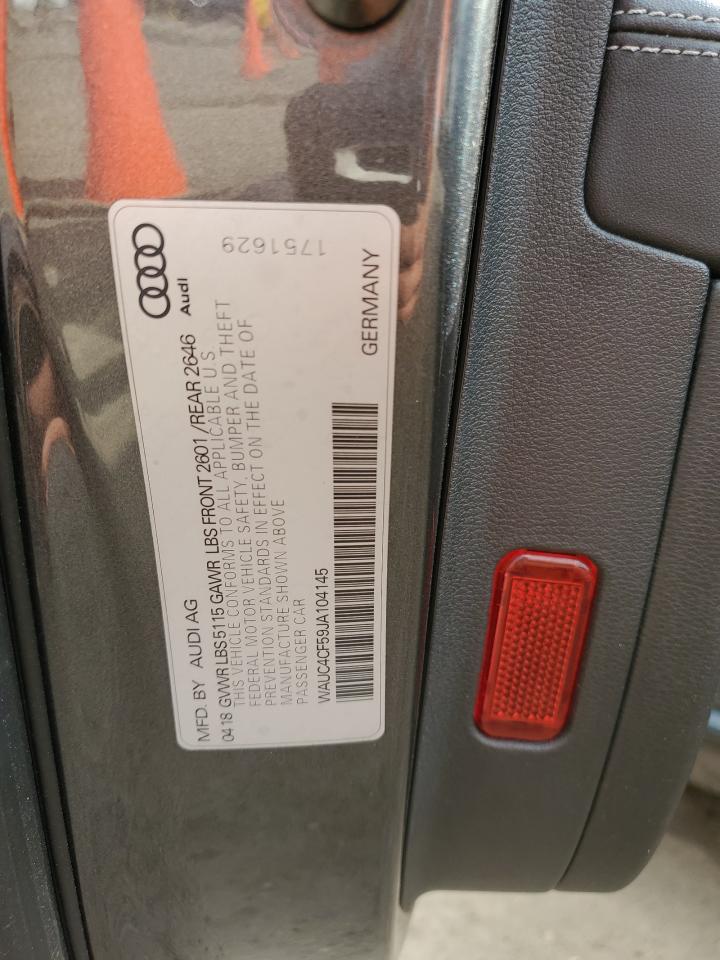 MFD. BY AUDI AG
04 18 GVWR LBS 5115 GAWR LBS FRONT 2601 /REAR 2646
THIS VEHICLE CONFORMS TO ALL APPLICABLE U.S.
FEDERAL MOTOR VEHICLE SAFETY, BUMPER AND THEFT
PREVENTION STANDARDS IN EFFECT ON THE DATE OF
MANUFACTURE SHOWN ABOVE
PASSENGER CAR
WAUC4CF59JA104145
Audi
1751629
GERMANY